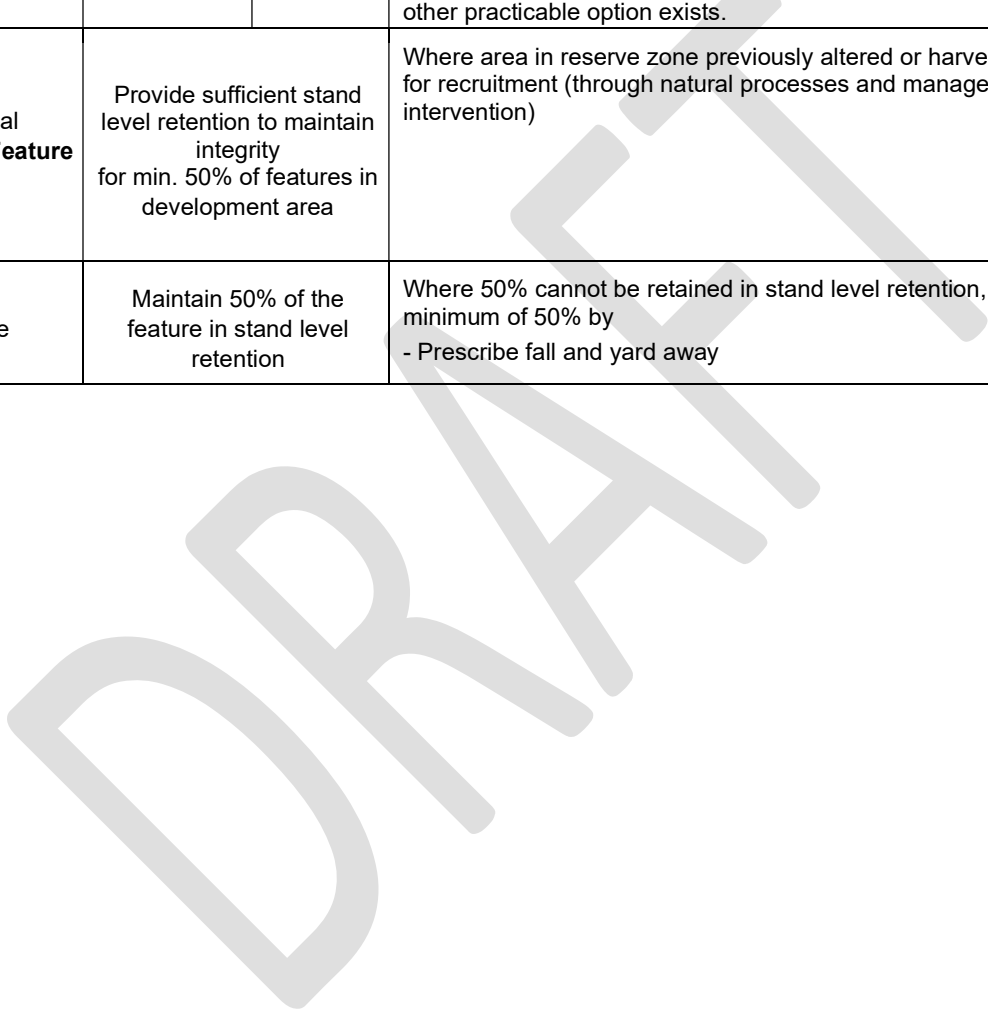 other practicable option exists.
al
eature
Provide sufficient stand
level retention to maintain
integrity
for min. 50% of features in
development area
Where area in reserve zone previously altered or harve
for recruitment (through natural processes and manage
intervention)
e
Maintain 50% of the
feature in stand level
retention
Where 50% cannot be retained in stand level retention,
minimum of 50% by
- Prescribe fall and yard away
DRAFT